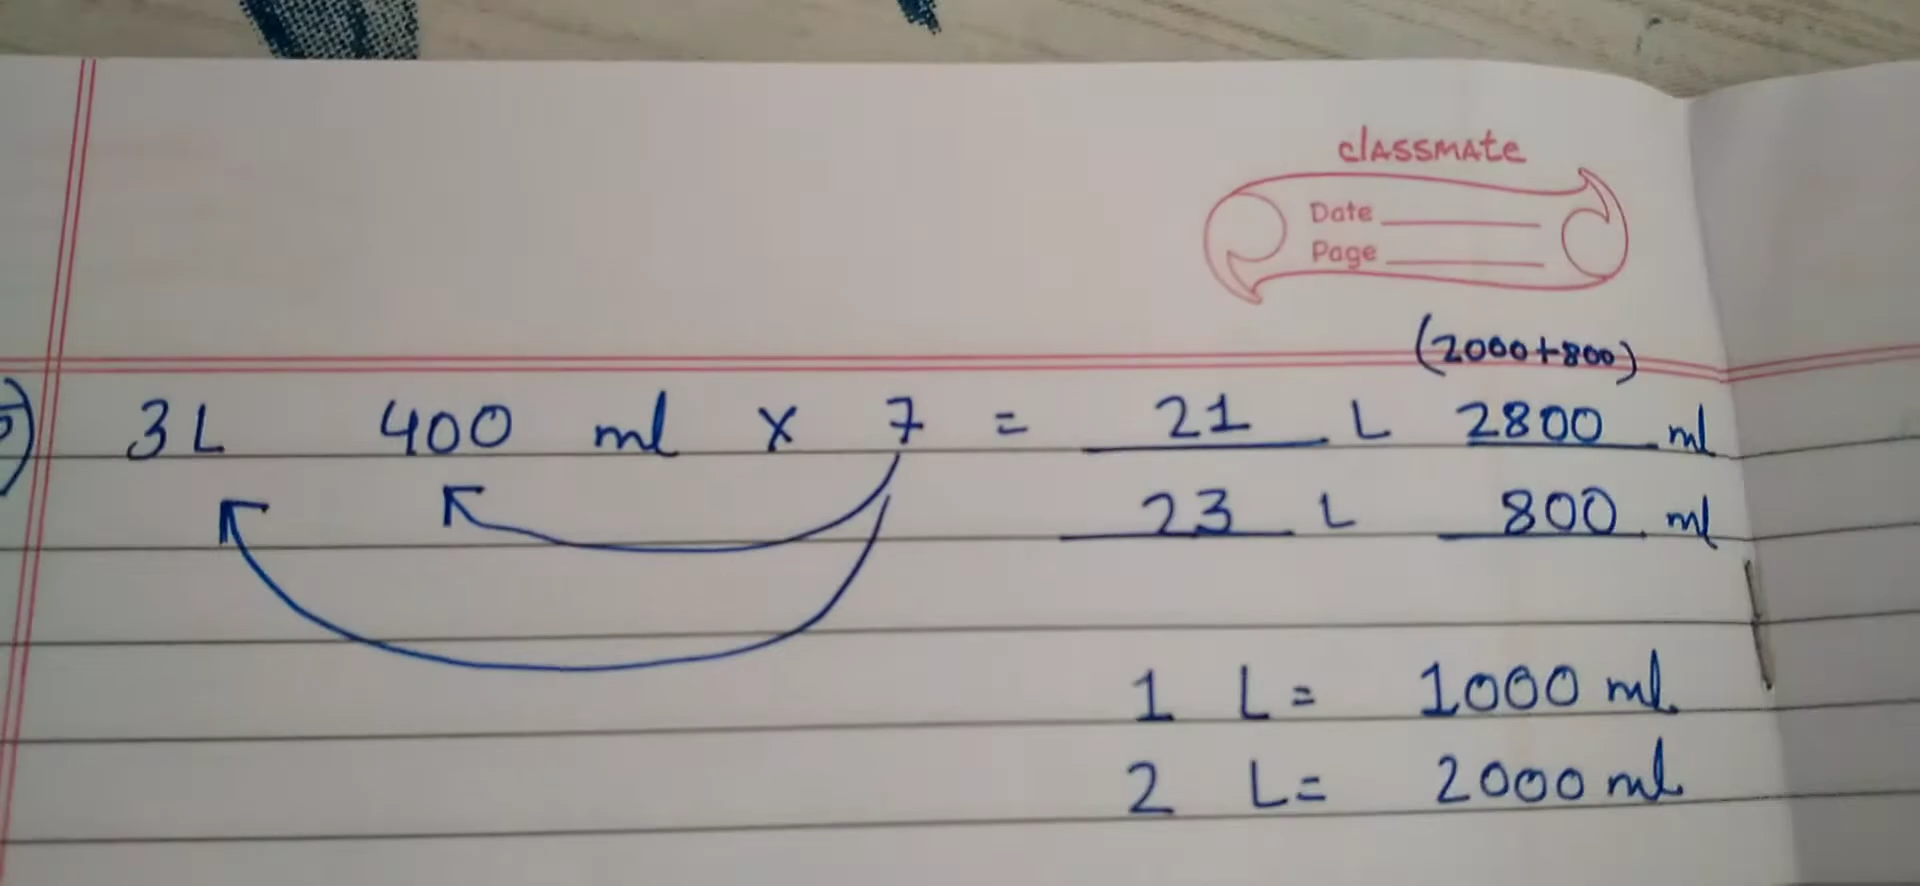 classmate
Date
Page
(2000+800)
3 L 400 ml x 7 = 21 L 2800 ml
23 L 800 ml
1 L = 1000 ml
2 L = 2000 ml